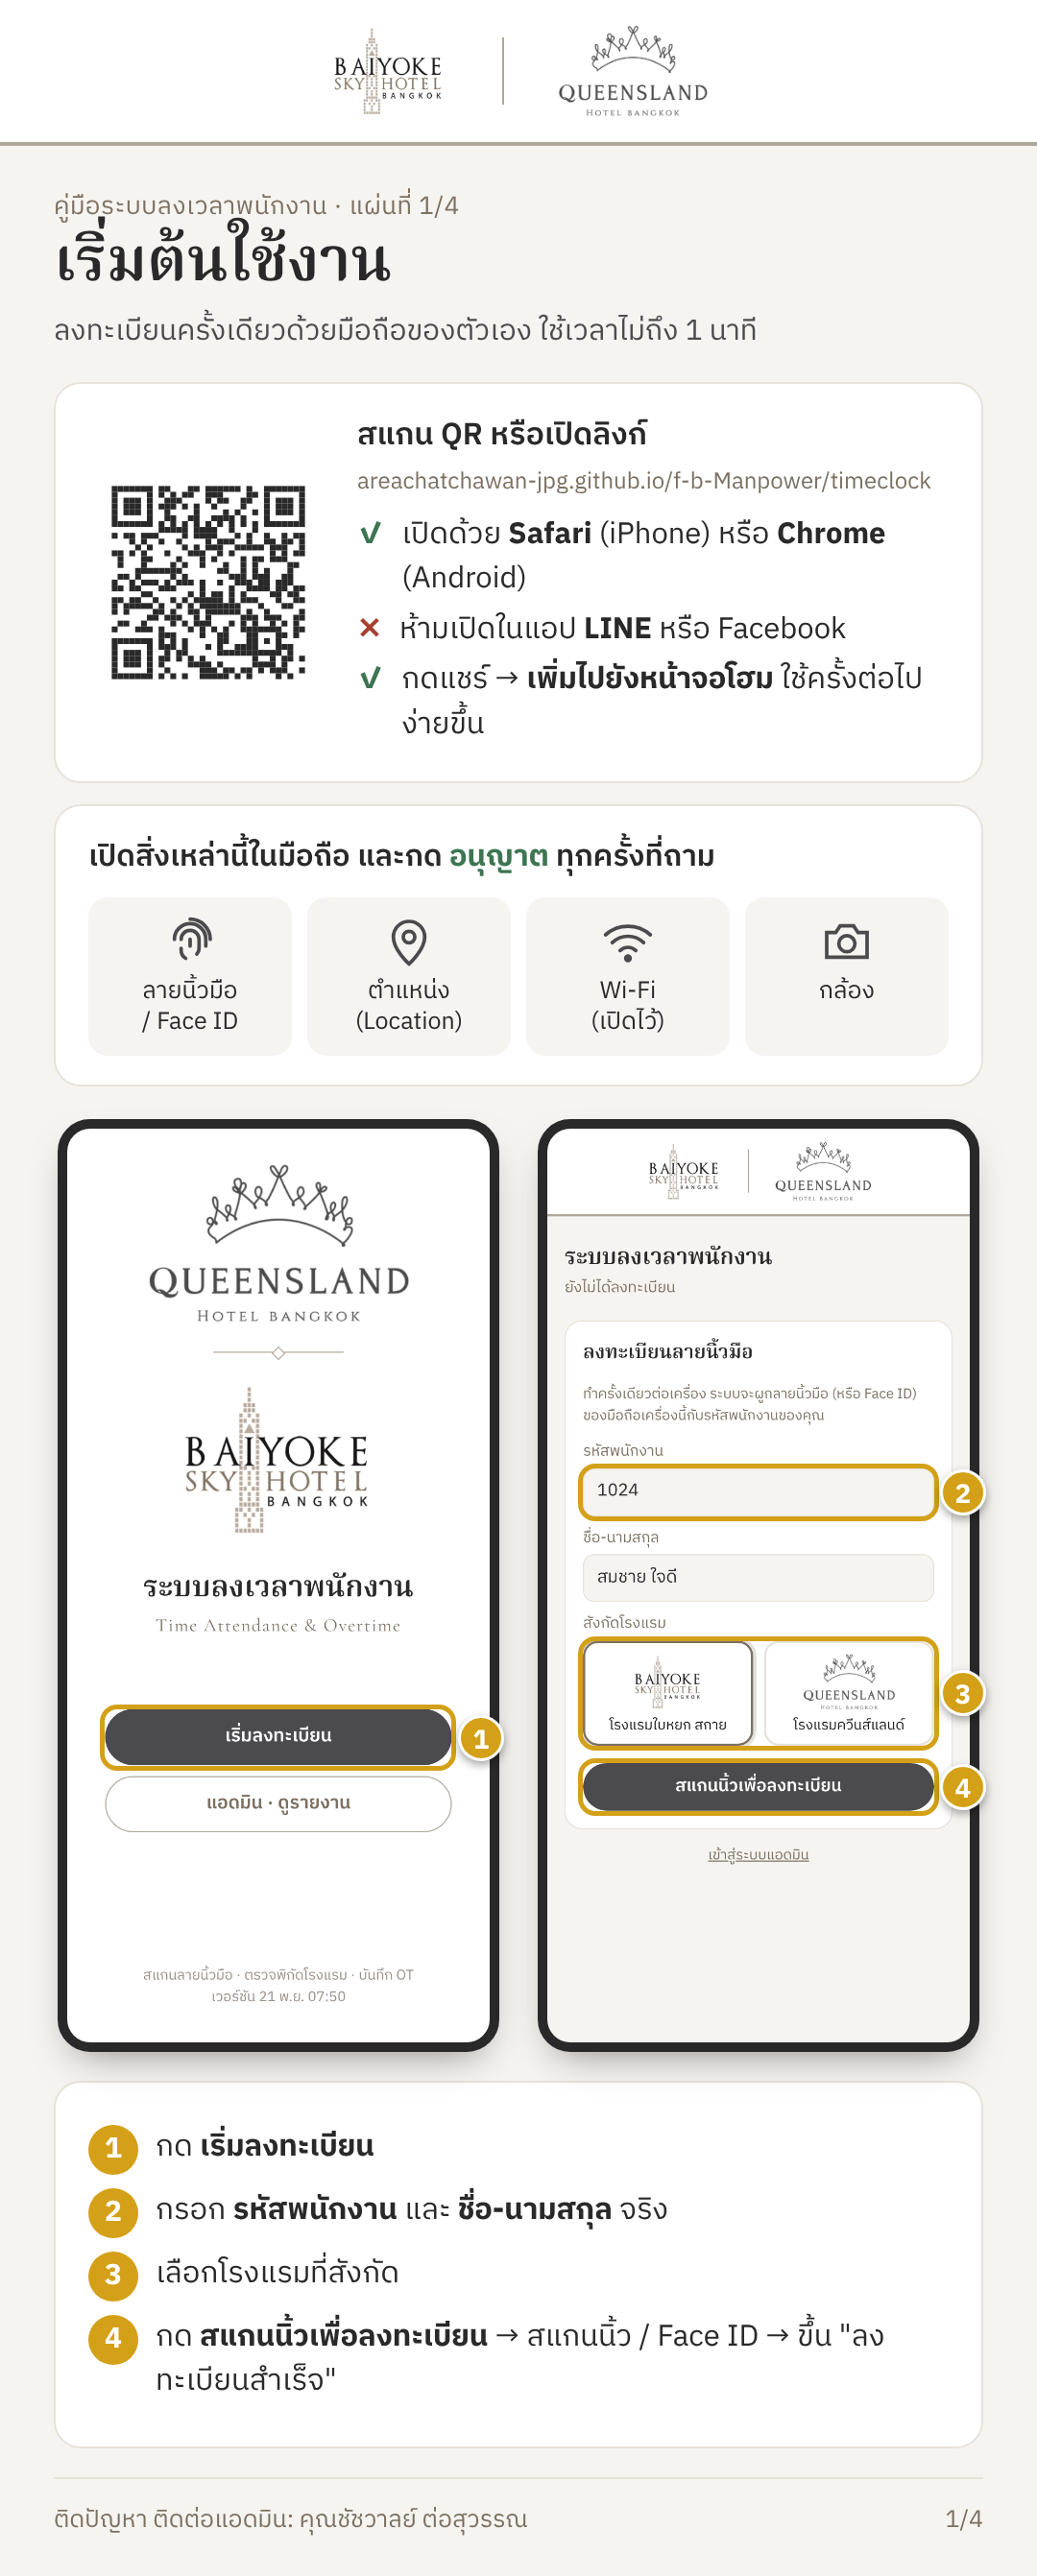 BAIYOKE
SKY HOTEL
BANGKOK
QUEENSLAND
HOTEL BANGKOK
คู่มือระบบลงเวลาพนักงาน · แผ่นที่ 1/4
เริ่มต้นใช้งาน
ลงทะเบียนครั้งเดียวด้วยมือถือของตัวเอง ใช้เวลาไม่ถึง 1 นาที
สแกน QR หรือเปิดลิงก์
areachatchawan-jpg.github.io/f-b-Manpower/timeclock
✓ เปิดด้วย Safari (iPhone) หรือ Chrome
(Android)
✕ ห้ามเปิดในแอป LINE หรือ Facebook
✓ กดแชร์ → เพิ่มไปยังหน้าจอโฮม ใช้ครั้งต่อไป
ง่ายขึ้น
เปิดสิ่งเหล่านี้ในมือถือ และกด อนุญาต ทุกครั้งที่ถาม
ลายนิ้วมือ
/ Face ID
ตำแหน่ง
(Location)
Wi-Fi
(เปิดไว้)
กล้อง
QUEENSLAND
HOTEL BANGKOK
BAIYOKE
SKY HOTEL
BANGKOK
ระบบลงเวลาพนักงาน
Time Attendance & Overtime
เริ่มลงทะเบียน
1
แอดมิน · ดูรายงาน
สแกนลายนิ้วมือ · ตรวจพิกัดโรงแรม · บันทึก OT
เวอร์ชัน 21 พ.ย. 07:50
BAIYOKE
SKY HOTEL
BANGKOK
QUEENSLAND
HOTEL BANGKOK
ระบบลงเวลาพนักงาน
ยังไม่ได้ลงทะเบียน
ลงทะเบียนลายนิ้วมือ
ทำครั้งเดียวต่อเครื่อง ระบบจะผูกลายนิ้วมือ (หรือ Face ID)
ของมือถือเครื่องนี้กับรหัสพนักงานของคุณ
รหัสพนักงาน
1024
2
ชื่อ-นามสกุล
สมชาย ใจดี
สังกัดโรงแรม
BAIYOKE
SKY HOTEL
BANGKOK
โรงแรมใบหยก สกาย
QUEENSLAND
HOTEL BANGKOK
โรงแรมควีนส์แลนด์
3
สแกนนิ้วเพื่อลงทะเบียน
4
เข้าสู่ระบบแอดมิน
1 กด เริ่มลงทะเบียน
2 กรอก รหัสพนักงาน และ ชื่อ-นามสกุล จริง
3 เลือกโรงแรมที่สังกัด
4 กด สแกนนิ้วเพื่อลงทะเบียน → สแกนนิ้ว / Face ID → ขึ้น "ลง
ทะเบียนสำเร็จ"
ติดปัญหา ติดต่อแอดมิน: คุณชัชวาลย์ ต่อสุวรรณ
1/4